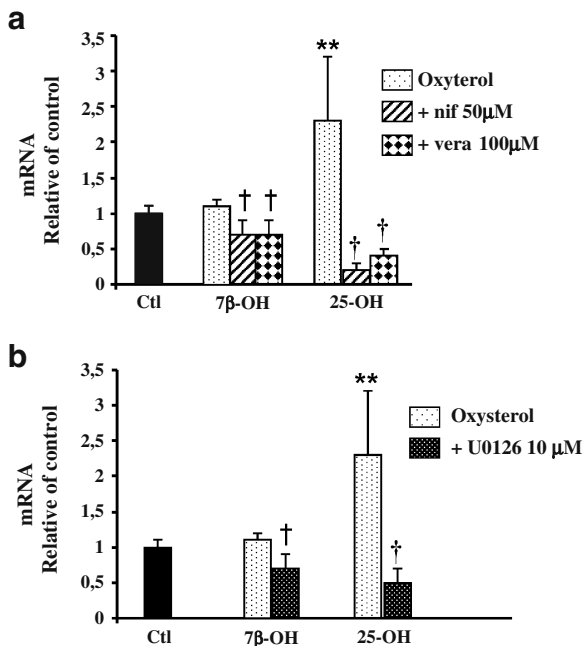 a
3,5
3
2,5
2
1,5
1
0,5
0
mRNA
Relative of control
**
† †
†
†
Oxyterol
+ nif 50µM
+ vera 100µM
Ctl 7β-OH 25-OH
b
3,5
3
2,5
2
1,5
1
0,5
0
mRNA
Relative of control
**
†
†
Oxysterol
+ U0126 10 µM
Ctl 7β-OH 25-OH